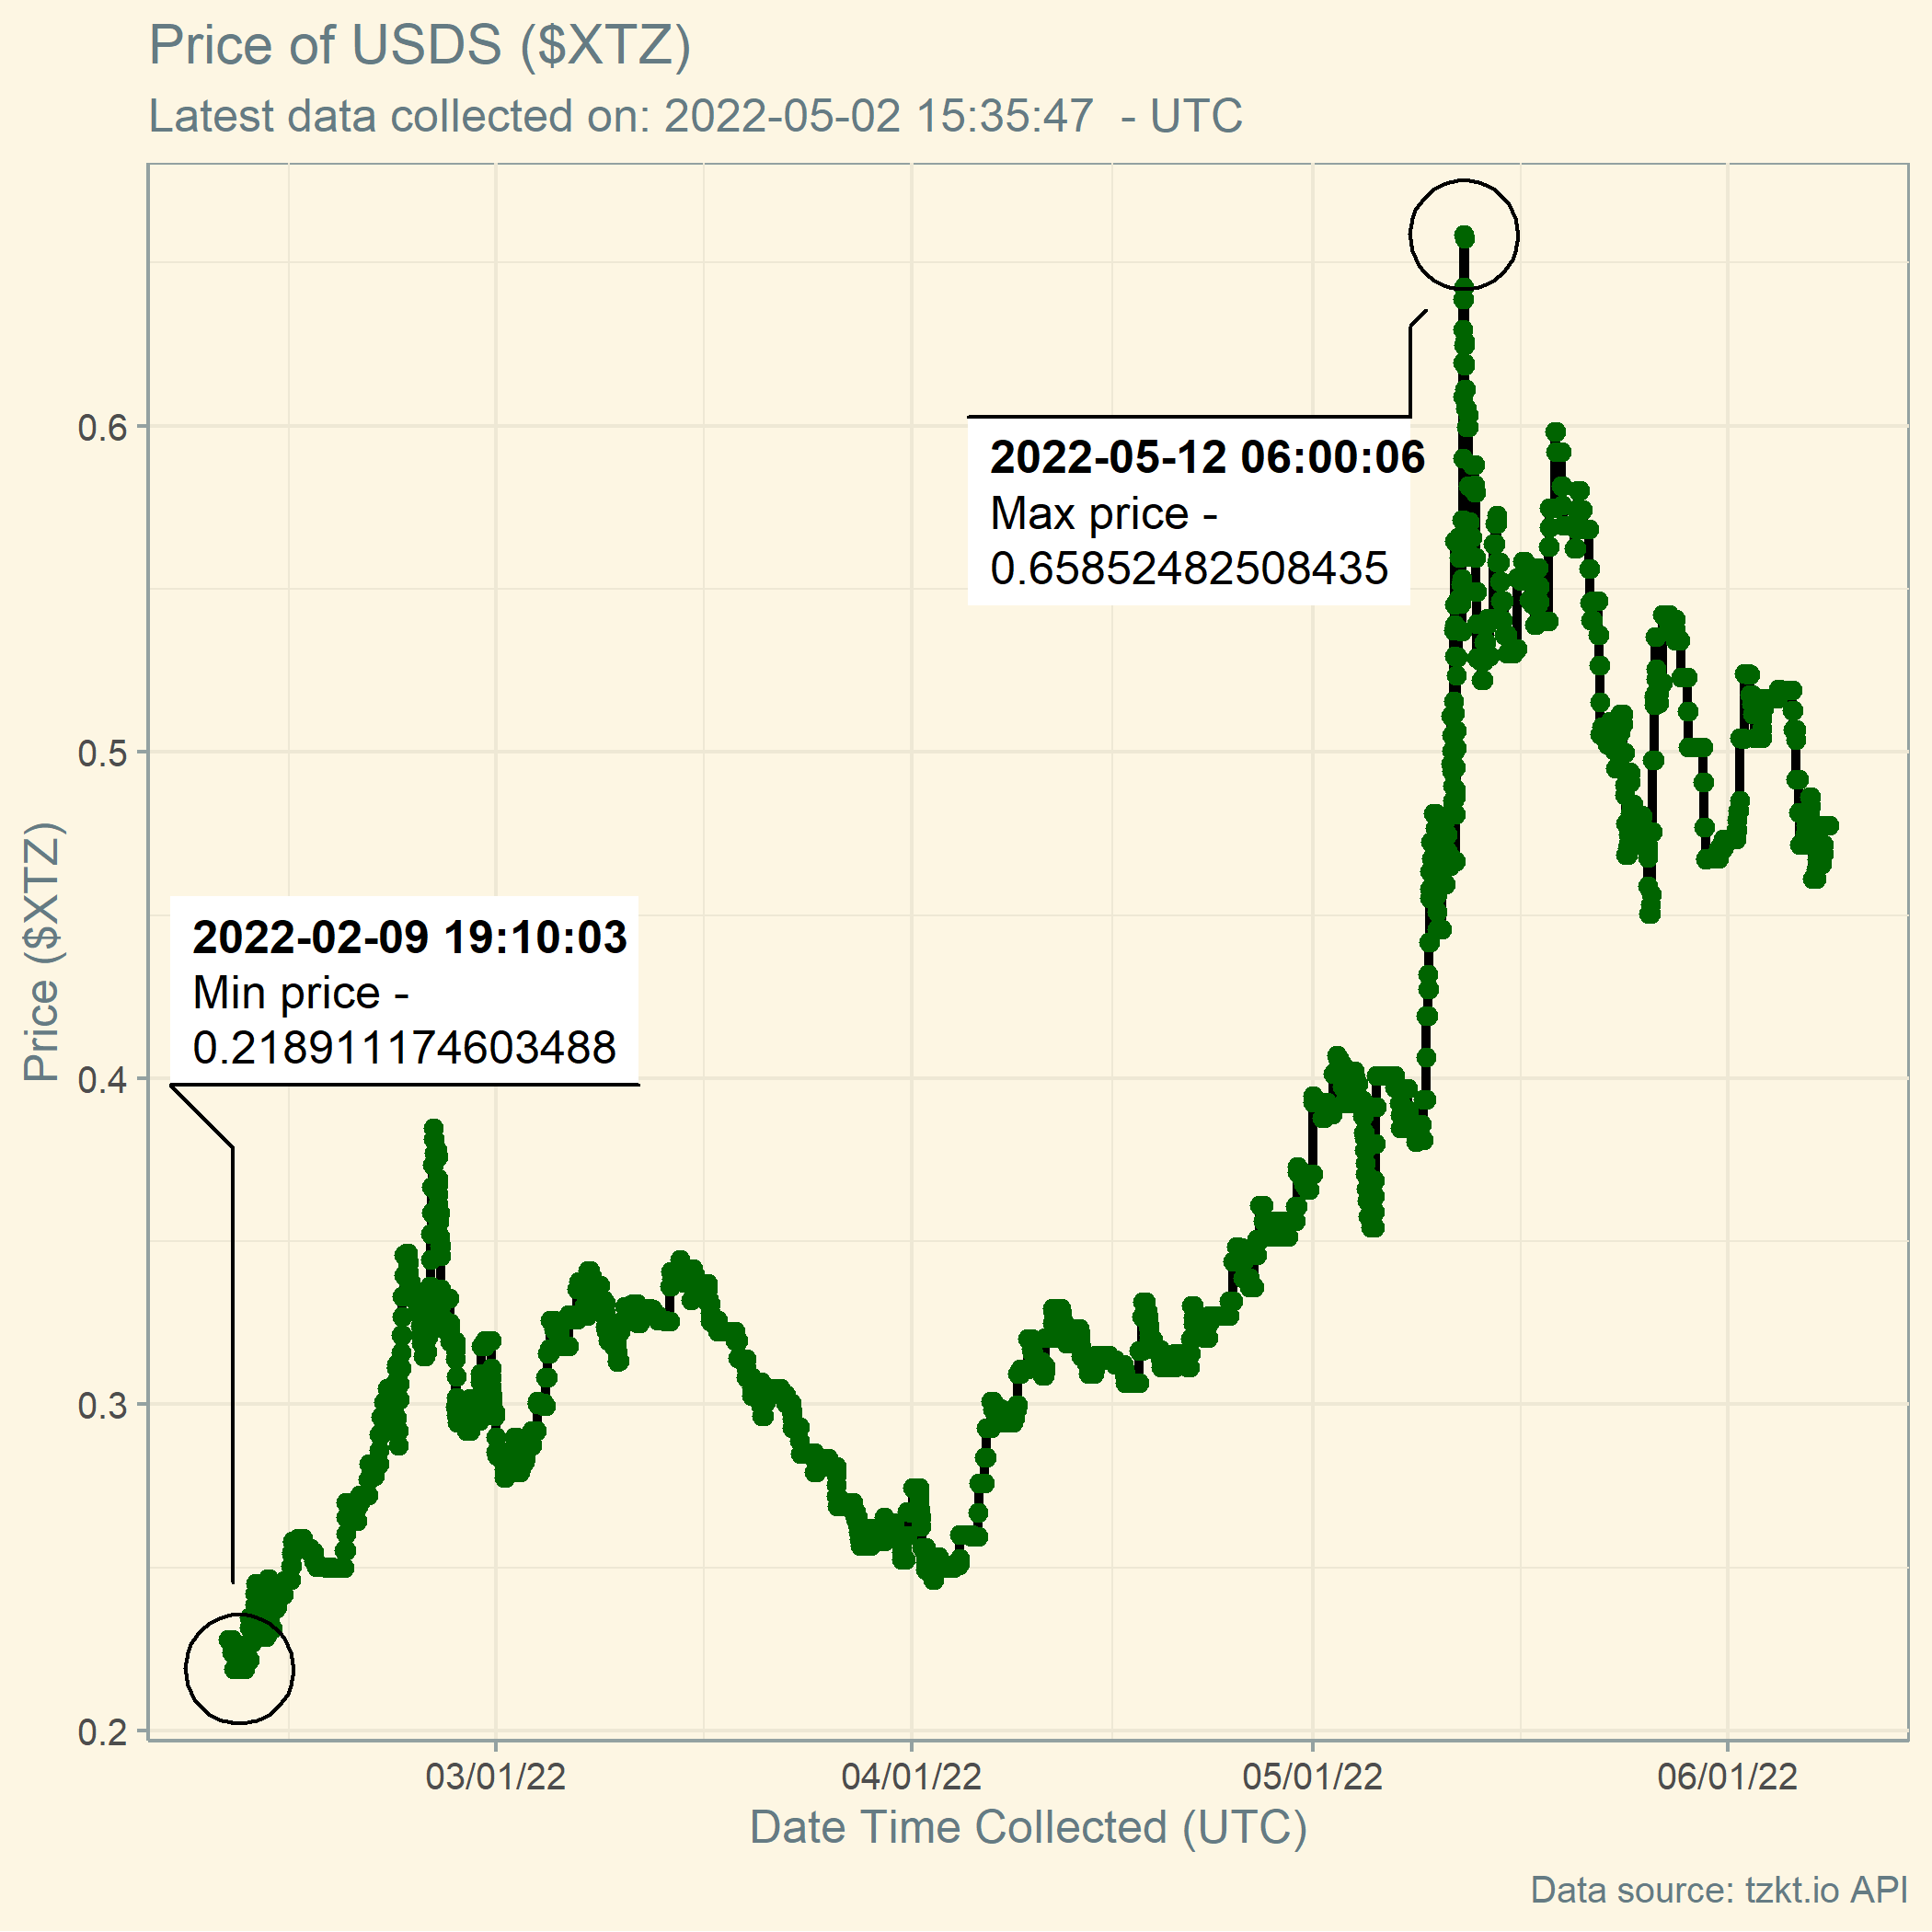 Price of USDS ($XTZ)
Latest data collected on: 2022-05-02 15:35:47  - UTC
Price ($XTZ)
0.6
0.5
0.4
0.3
0.2
2022-05-12 06:00:06
Max price -
0.65852482508435
2022-02-09 19:10:03
Min price -
0.218911174603488
03/01/22
04/01/22
05/01/22
06/01/22
Date Time Collected (UTC)
Data source: tzkt.io API